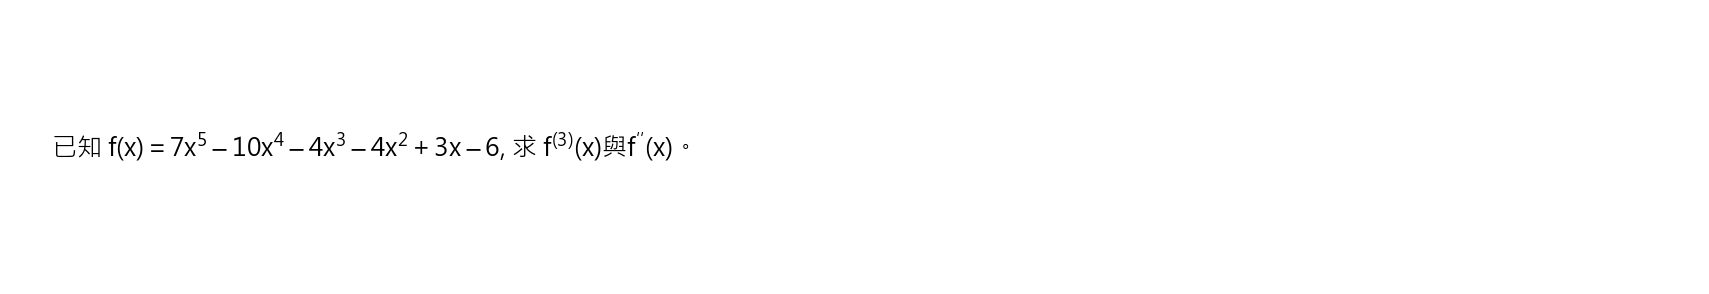 已知 f(x) = 7x⁵ – 10x⁴ – 4x³ – 4x² + 3x – 6, 求 f⁽³⁾(x)與f′′(x)。